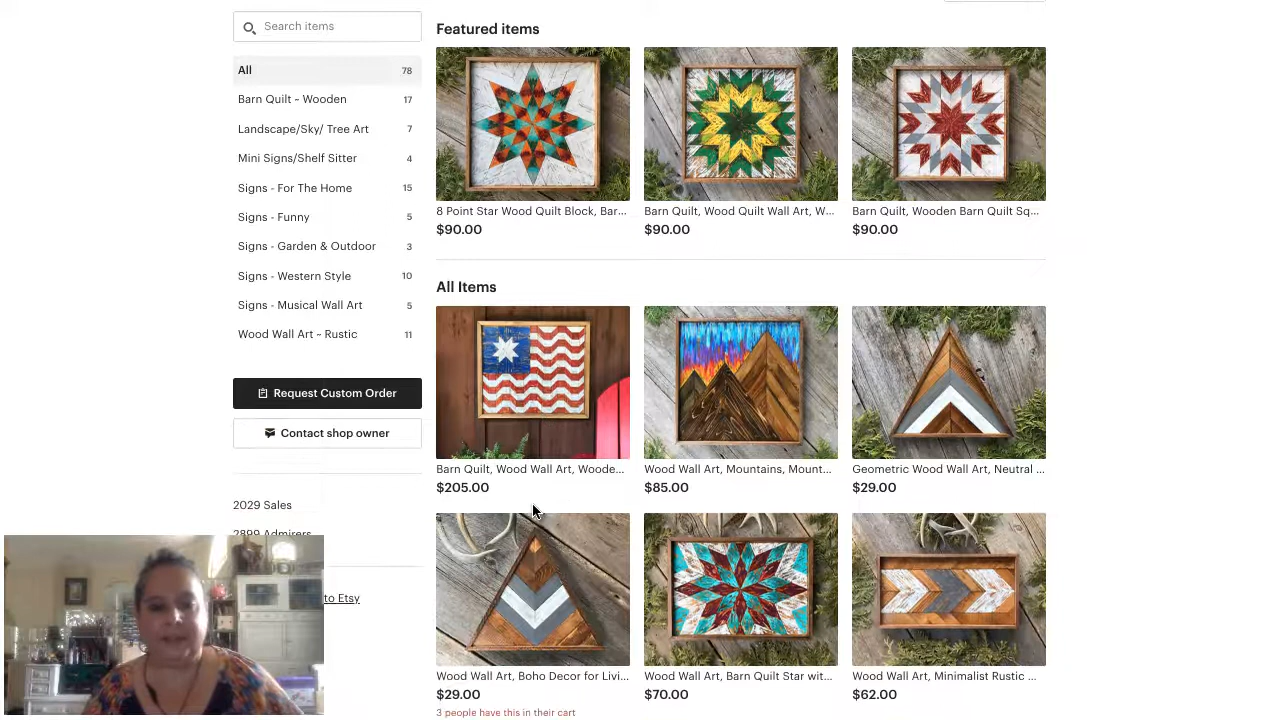 Search items
All 78
Barn Quilt ~ Wooden 17
Landscape/Sky/ Tree Art 7
Mini Signs/Shelf Sitter 4
Signs - For The Home 15
Signs - Funny 5
Signs - Garden & Outdoor 3
Signs - Western Style 10
Signs - Musical Wall Art 5
Wood Wall Art ~ Rustic 11
Request Custom Order
Contact shop owner
2029 Sales
2899 Admirers
to Etsy
Featured items
8 Point Star Wood Quilt Block, Bar...
$90.00
Barn Quilt, Wood Quilt Wall Art, W...
$90.00
Barn Quilt, Wooden Barn Quilt Sq...
$90.00
All Items
Barn Quilt, Wood Wall Art, Woode...
$205.00
Wood Wall Art, Mountains, Mount...
$85.00
Geometric Wood Wall Art, Neutral ...
$29.00
Wood Wall Art, Boho Decor for Livi...
$29.00
3 people have this in their cart
Wood Wall Art, Barn Quilt Star wit...
$70.00
Wood Wall Art, Minimalist Rustic ...
$62.00